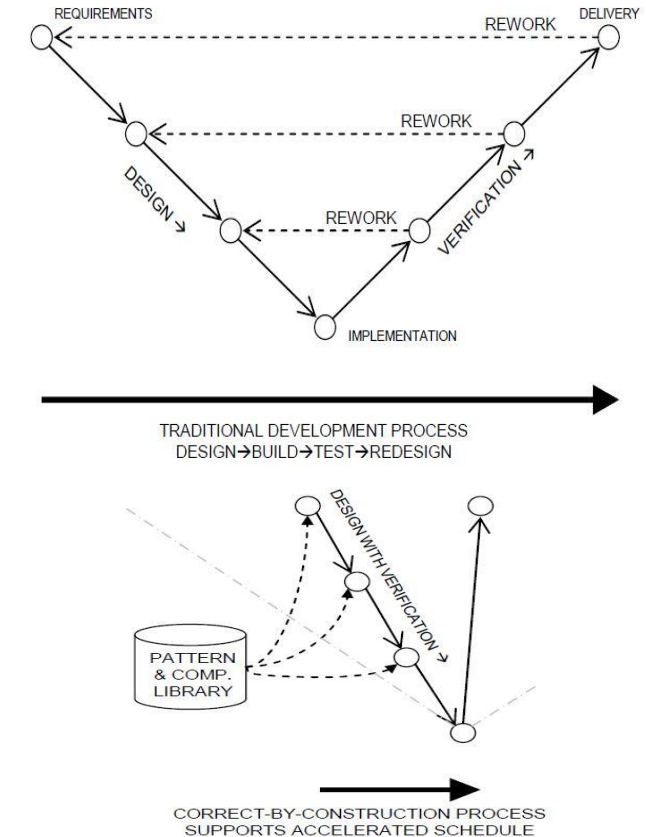 REQUIREMENTS
DELIVERY
REWORK
REWORK
DESIGN →
REWORK
VERIFICATION →
IMPLEMENTATION
TRADITIONAL DEVELOPMENT PROCESS
DESIGN→BUILD→TEST→REDESIGN
DESIGN WITH VERIFICATION →
PATTERN
& COMP.
LIBRARY
CORRECT-BY-CONSTRUCTION PROCESS
SUPPORTS ACCELERATED SCHEDULE